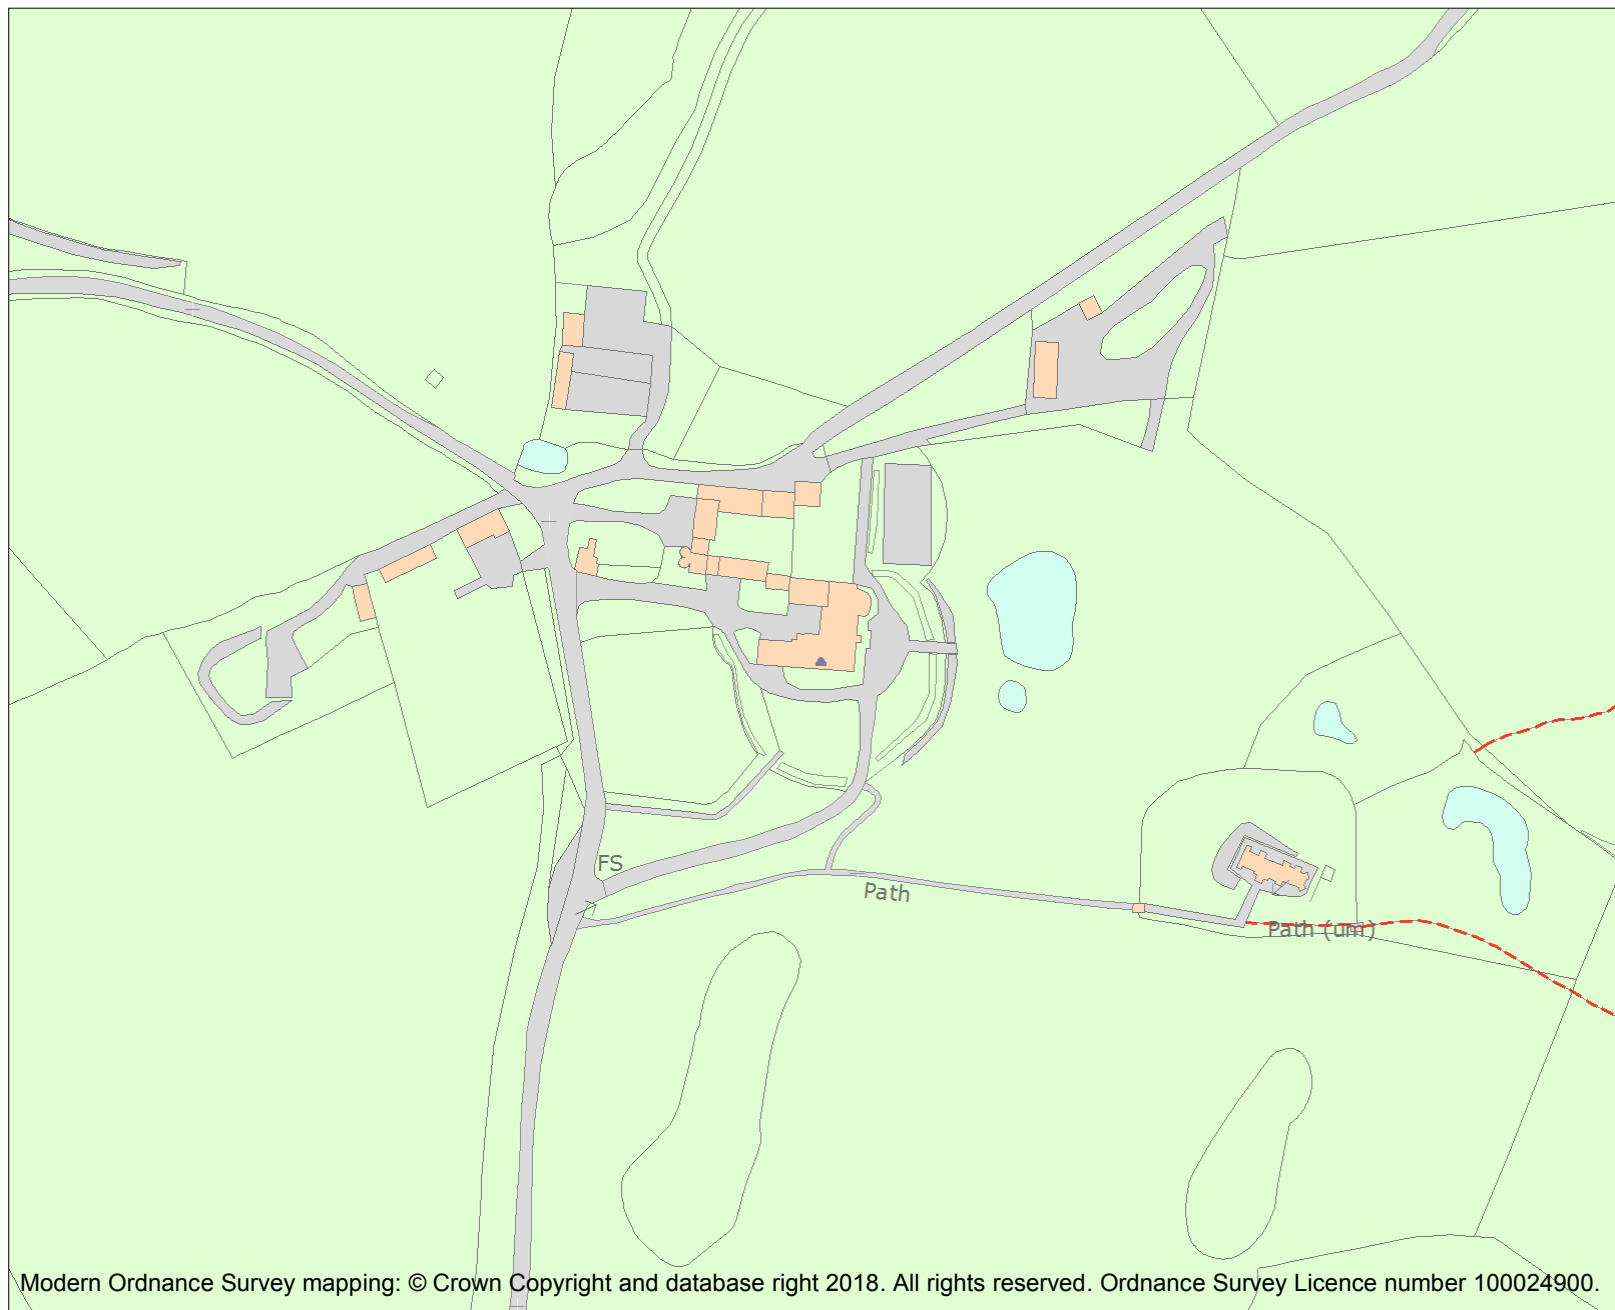 FS
Path
Path (um)
Modern Ordnance Survey mapping: © Crown Copyright and database right 2018. All rights reserved. Ordnance Survey Licence number 100024900.